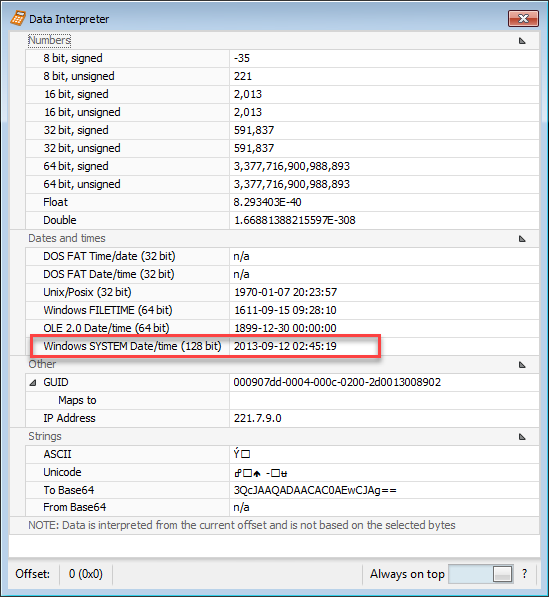 Data Interpreter
Numbers
8 bit, signed -35
8 bit, unsigned 221
16 bit, signed 2,013
16 bit, unsigned 2,013
32 bit, signed 591,837
32 bit, unsigned 591,837
64 bit, signed 3,377,716,900,988,893
64 bit, unsigned 3,377,716,900,988,893
Float 8.293403E-40
Double 1.66881388215597E-308
Dates and times
DOS FAT Time/date (32 bit) n/a
DOS FAT Date/time (32 bit) n/a
Unix/Posix (32 bit) 1970-01-07 20:23:57
Windows FILETIME (64 bit) 1611-09-15 09:28:10
OLE 2.0 Date/time (64 bit) 1899-12-30 00:00:00
Windows SYSTEM Date/time (128 bit) 2013-09-12 02:45:19
Other
GUID 000907dd-0004-000c-0200-2d0013008902
Maps to
IP Address 221.7.9.0
Strings
ASCII Ý□
Unicode
To Base64 3QcJAAQADAACAC0AEwCJAg==
From Base64 n/a
NOTE: Data is interpreted from the current offset and is not based on the selected bytes
Offset: 0 (0x0) Always on top ?